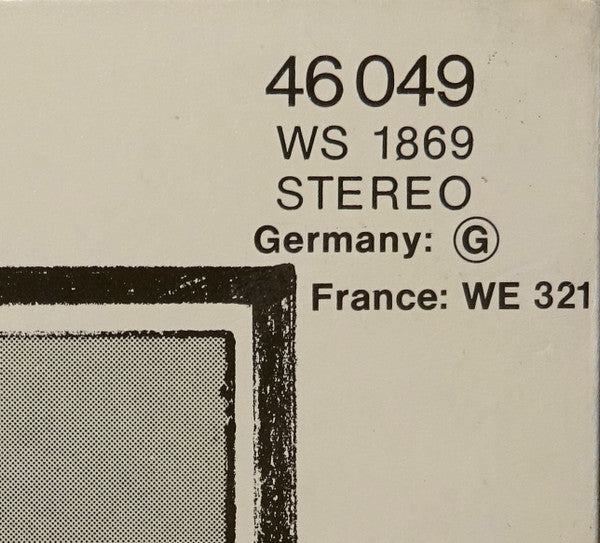 46 049
WS 1869
STEREO
Germany: Ⓖ
France: WE 321